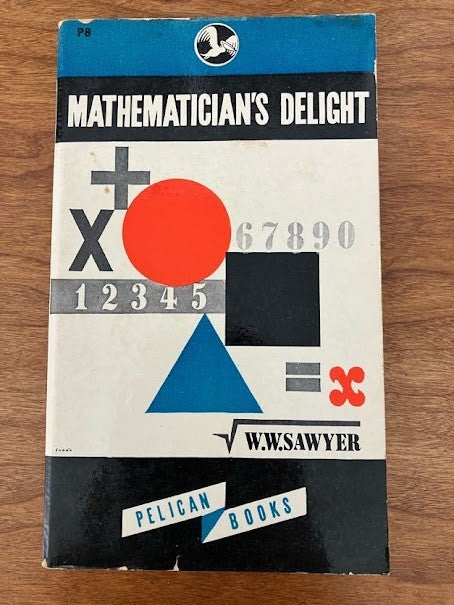 P8
MATHEMATICIAN'S DELIGHT
+
X
67890
12345
= x
√W.W.SAWYER
PELICAN BOOKS